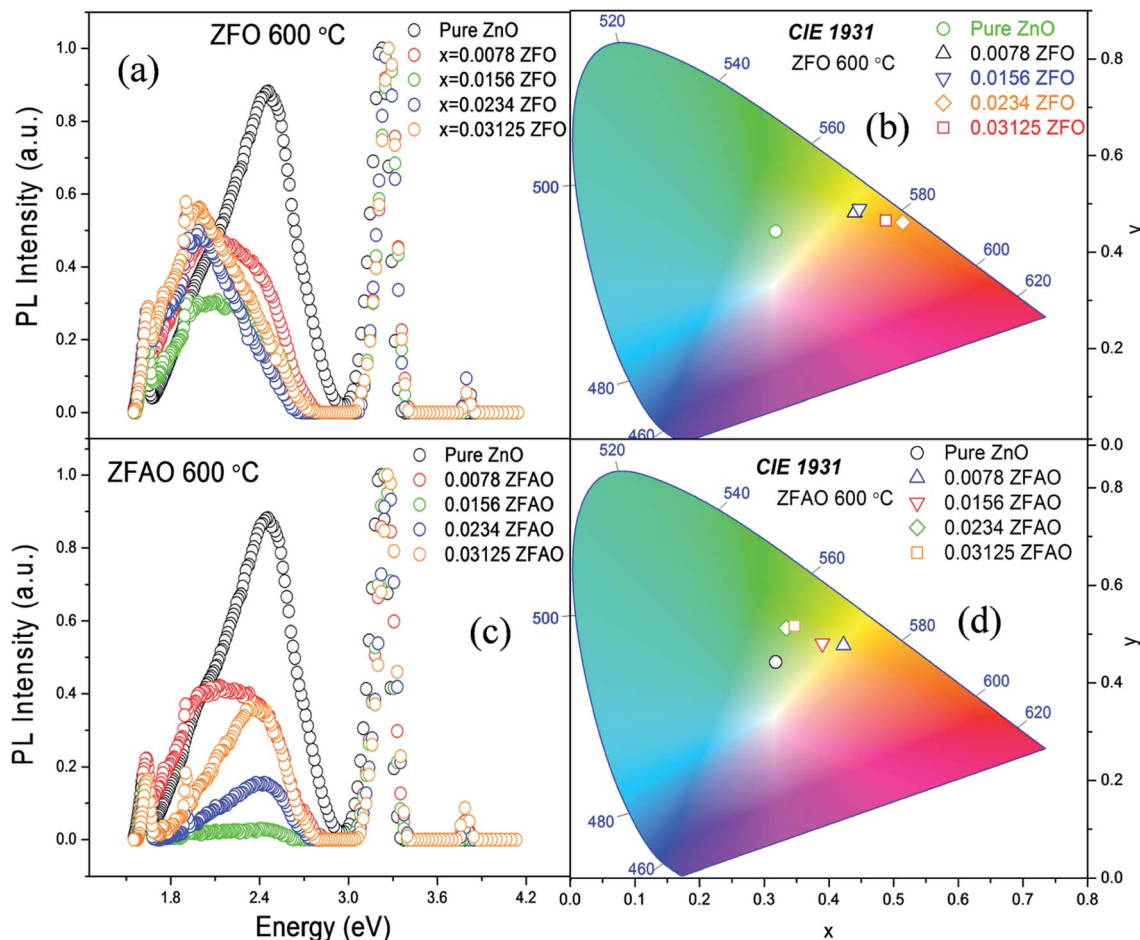 ZFO 600 °C
(a)
Pure ZnO
x=0.0078 ZFO
x=0.0156 ZFO
x=0.0234 ZFO
x=0.03125 ZFO
1.0
0.8
0.6
0.4
0.2
0.0
PL Intensity (a.u.)
CIE 1931
ZFO 600 °C
(b)
Pure ZnO
0.0078 ZFO
0.0156 ZFO
0.0234 ZFO
0.03125 ZFO
520
540
560
580
600
620
500
480
460
0.8
0.6
0.4
0.2
0.0
y
ZFAO 600 °C
(c)
Pure ZnO
0.0078 ZFAO
0.0156 ZFAO
0.0234 ZFAO
0.03125 ZFAO
1.0
0.8
0.6
0.4
0.2
0.0
PL Intensity (a.u.)
1.8 2.4 3.0 3.6 4.2
Energy (eV)
CIE 1931
ZFAO 600 °C
(d)
Pure ZnO
0.0078 ZFAO
0.0156 ZFAO
0.0234 ZFAO
0.03125 ZFAO
520
540
560
580
600
620
500
480
460
0.8
0.6
0.4
0.2
0.0
y
0.0 0.1 0.2 0.3 0.4 0.5 0.6 0.7 0.8
x